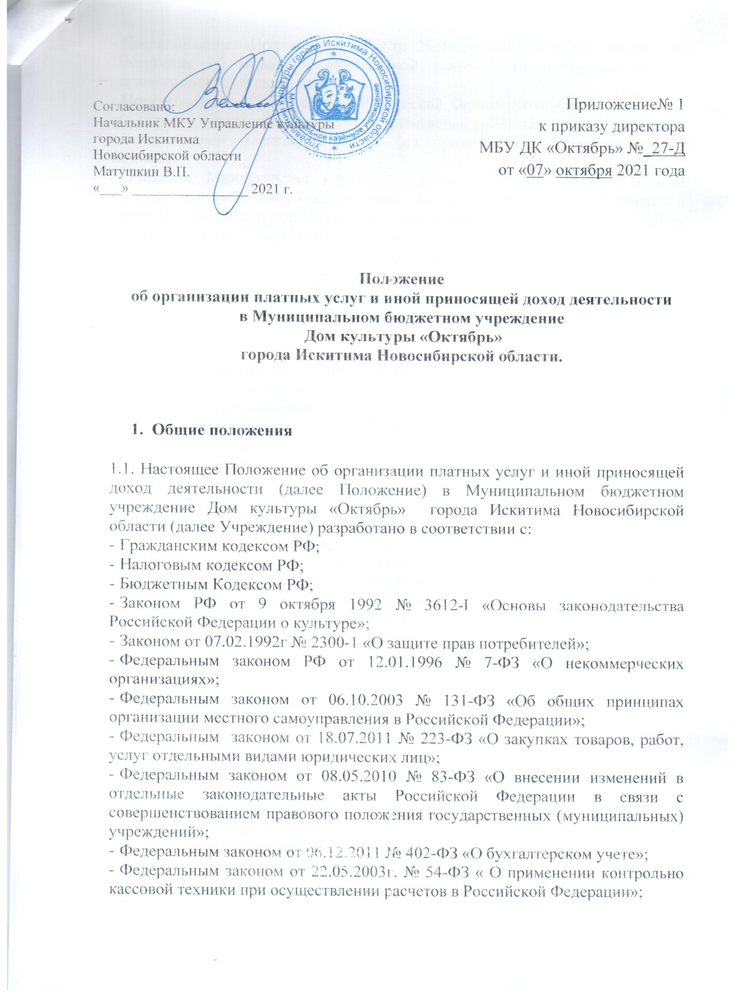 Согласовано:
Начальник МКУ Управление культуры
города Искитима
Новосибирской области
Матушкин В.П.
«___» ________________ 2021 г.
Управление культуры города Искитима Новосибирской области
Муниципальное казённое учреждение
Приложение№ 1
к приказу директора
МБУ ДК «Октябрь» №_27-Д
от «07» октября 2021 года
Положение
об организации платных услуг и иной приносящей доход деятельности
в Муниципальном бюджетном учреждение
Дом культуры «Октябрь»
города Искитима Новосибирской области.
1. Общие положения
1.1. Настоящее Положение об организации платных услуг и иной приносящей
доход деятельности (далее Положение) в Муниципальном бюджетном
учреждение Дом культуры «Октябрь» города Искитима Новосибирской
области (далее Учреждение) разработано в соответствии с:
- Гражданским кодексом РФ;
- Налоговым кодексом РФ;
- Бюджетным Кодексом РФ;
- Законом РФ от 9 октября 1992 № 3612-I «Основы законодательства
Российской Федерации о культуре»;
- Законом от 07.02.1992г № 2300-1 «О защите прав потребителей»;
- Федеральным законом РФ от 12.01.1996 № 7-ФЗ «О некоммерческих
организациях»;
- Федеральным законом от 06.10.2003 № 131-ФЗ «Об общих принципах
организации местного самоуправления в Российской Федерации»;
- Федеральным законом от 18.07.2011 № 223-ФЗ «О закупках товаров, работ,
услуг отдельными видами юридических лиц»;
- Федеральным законом от 08.05.2010 № 83-ФЗ «О внесении изменений в
отдельные законодательные акты Российской Федерации в связи с
совершенствованием правового положения государственных (муниципальных)
учреждений»;
- Федеральным законом от 06.12.2011 № 402-ФЗ «О бухгалтерском учете»;
- Федеральным законом от 22.05.2003г. № 54-ФЗ « О применении контрольно
кассовой техники при осуществлении расчетов в Российской Федерации»;